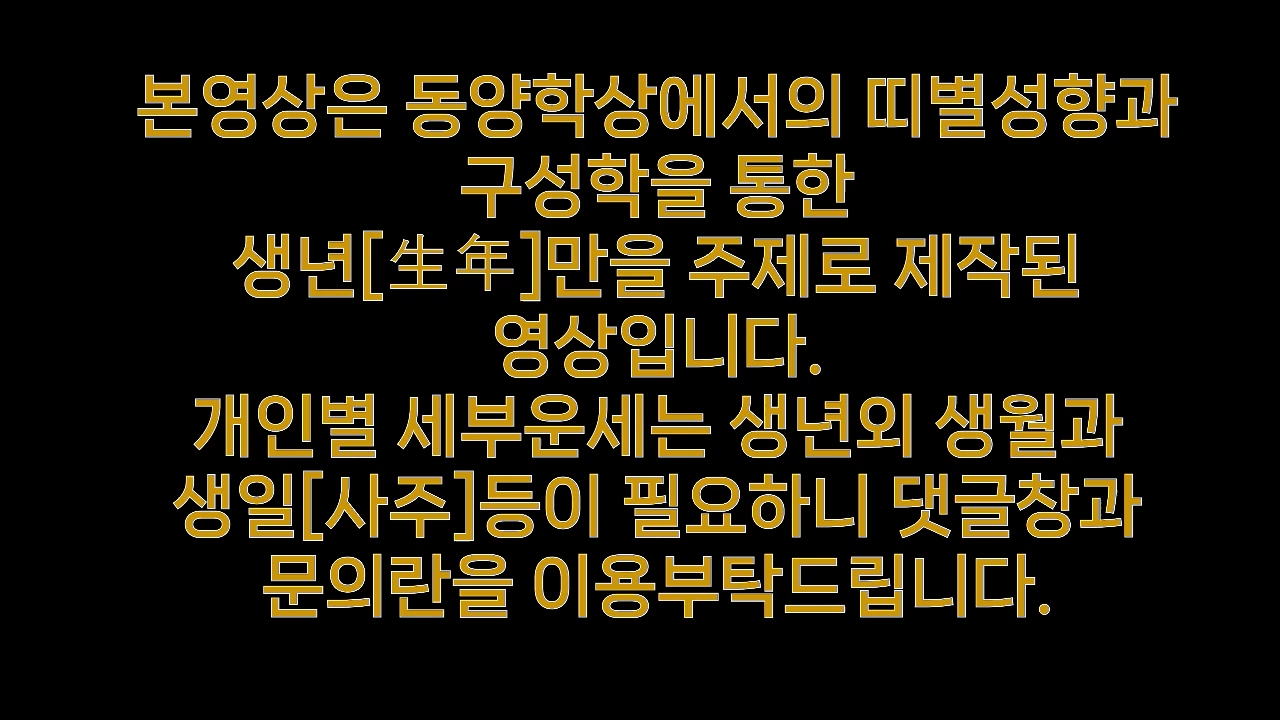 본영상은 동양학상에서의 띠별성향과
구성학을 통한
생년[生年]만을 주제로 제작된
영상입니다.
개인별 세부운세는 생년외 생월과
생일[사주]등이 필요하니 댓글창과
문의란을 이용부탁드립니다.